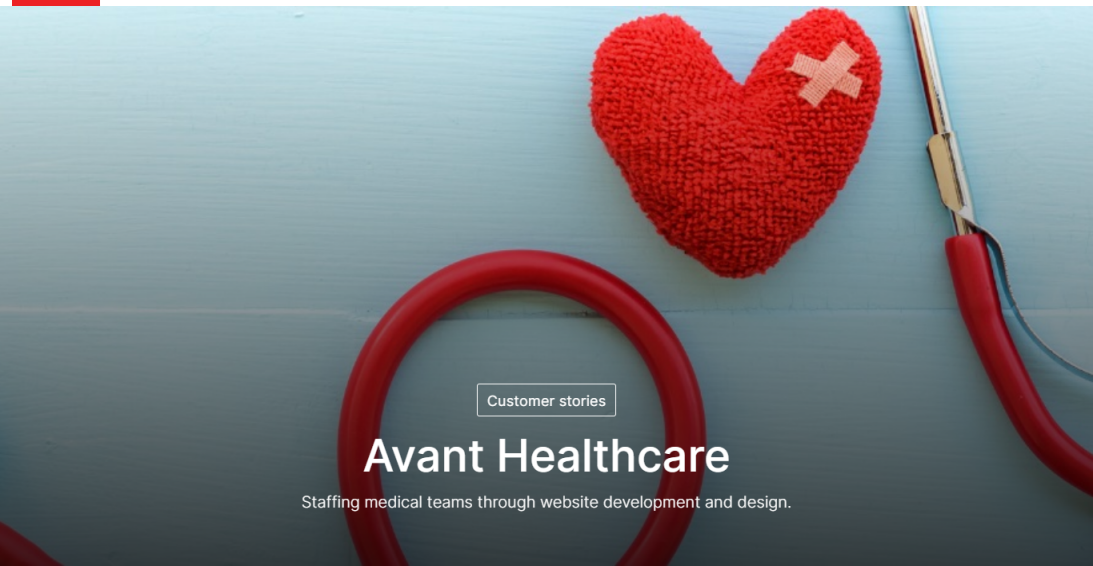 Customer stories
Avant Healthcare
Staffing medical teams through website development and design.